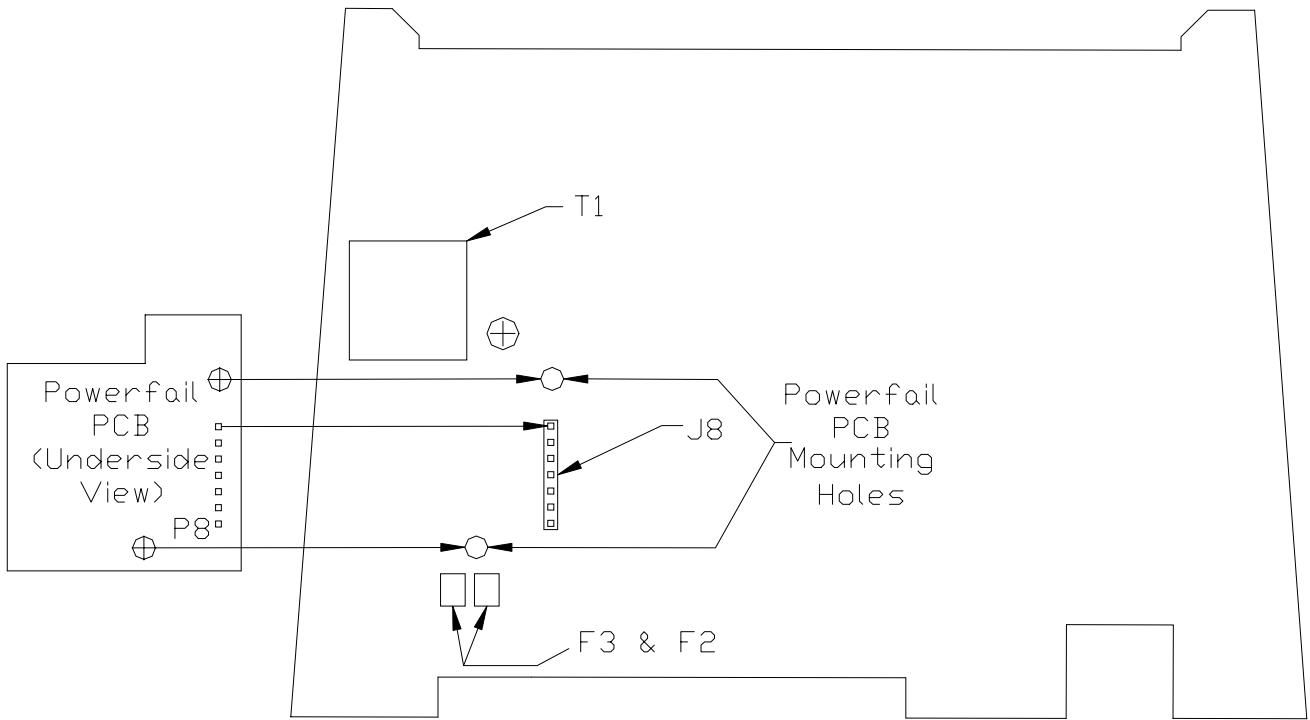 T1
Powerfail
PCB
(Underside
View)
P8
J8
Powerfail
PCB
Mounting
Holes
F3 & F2